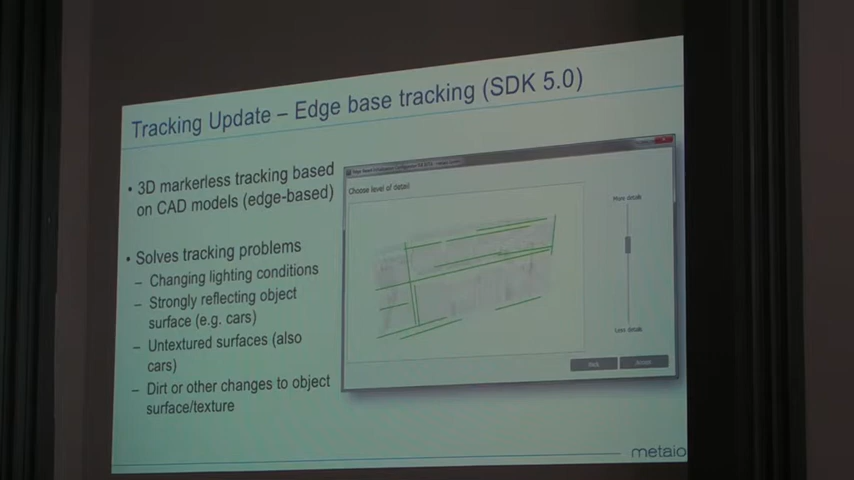 Tracking Update – Edge base tracking (SDK 5.0)
• 3D markerless tracking based
on CAD models (edge-based)
• Solves tracking problems
– Changing lighting conditions
– Strongly reflecting object
surface (e.g. cars)
– Untextured surfaces (also
cars)
– Dirt or other changes to object
surface/texture
Choose level of detail
More details
Less details
Back
metaio